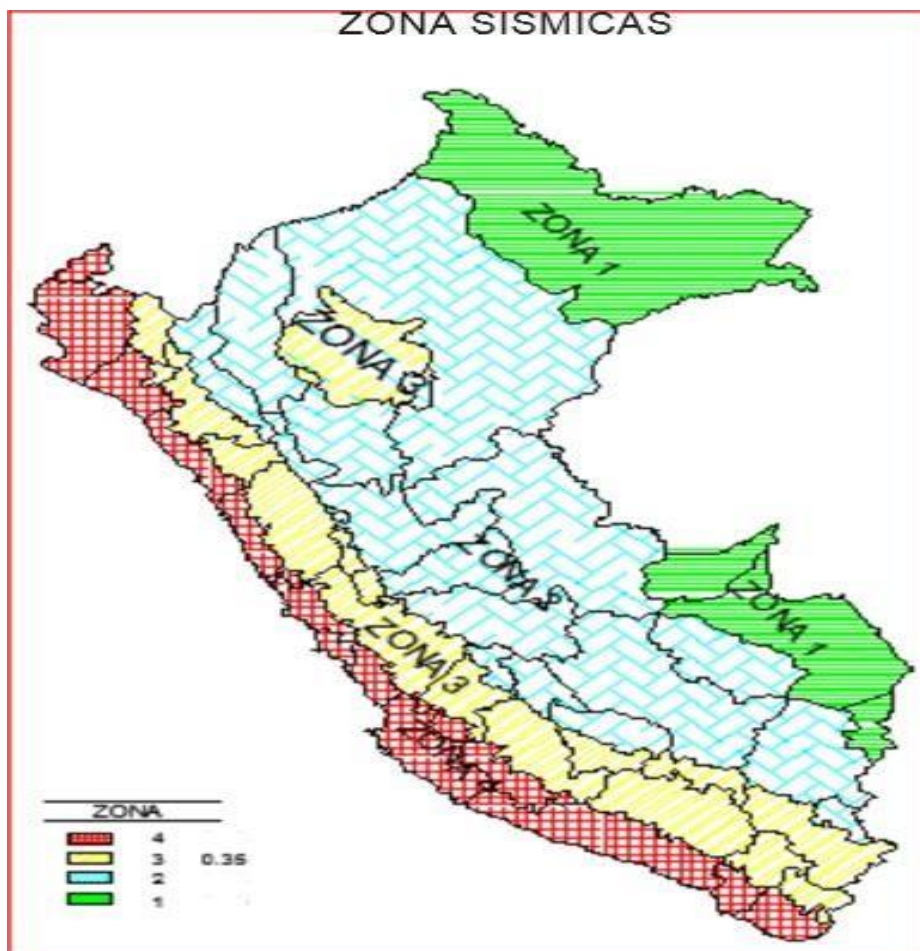 ZONA SISMICAS
ZONA 1
ZONA 3
ZONA 2
ZONA 1
ZONA 3
ZONA 4
ZONA
4
3 0.35
2
1